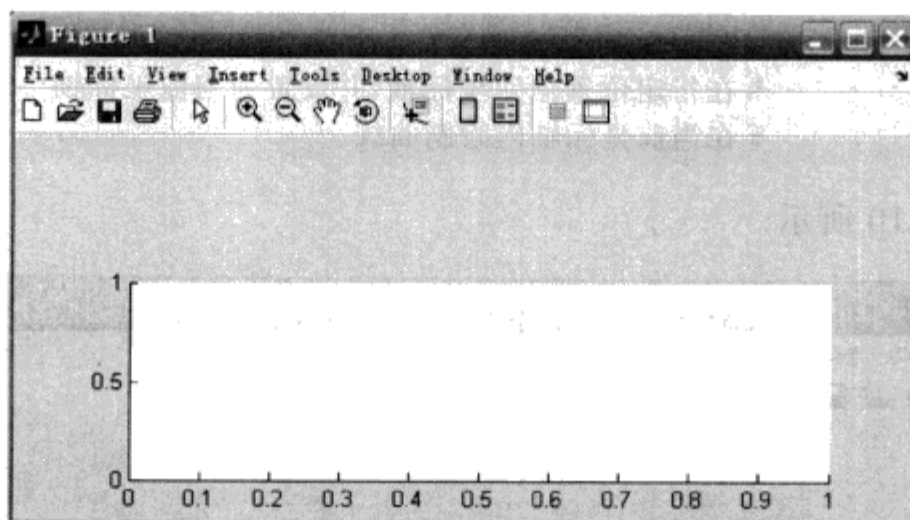 Figure 1
File Edit View Insert Tools Desktop Window Help
1
0.5
0
0 0.1 0.2 0.3 0.4 0.5 0.6 0.7 0.8 0.9 1